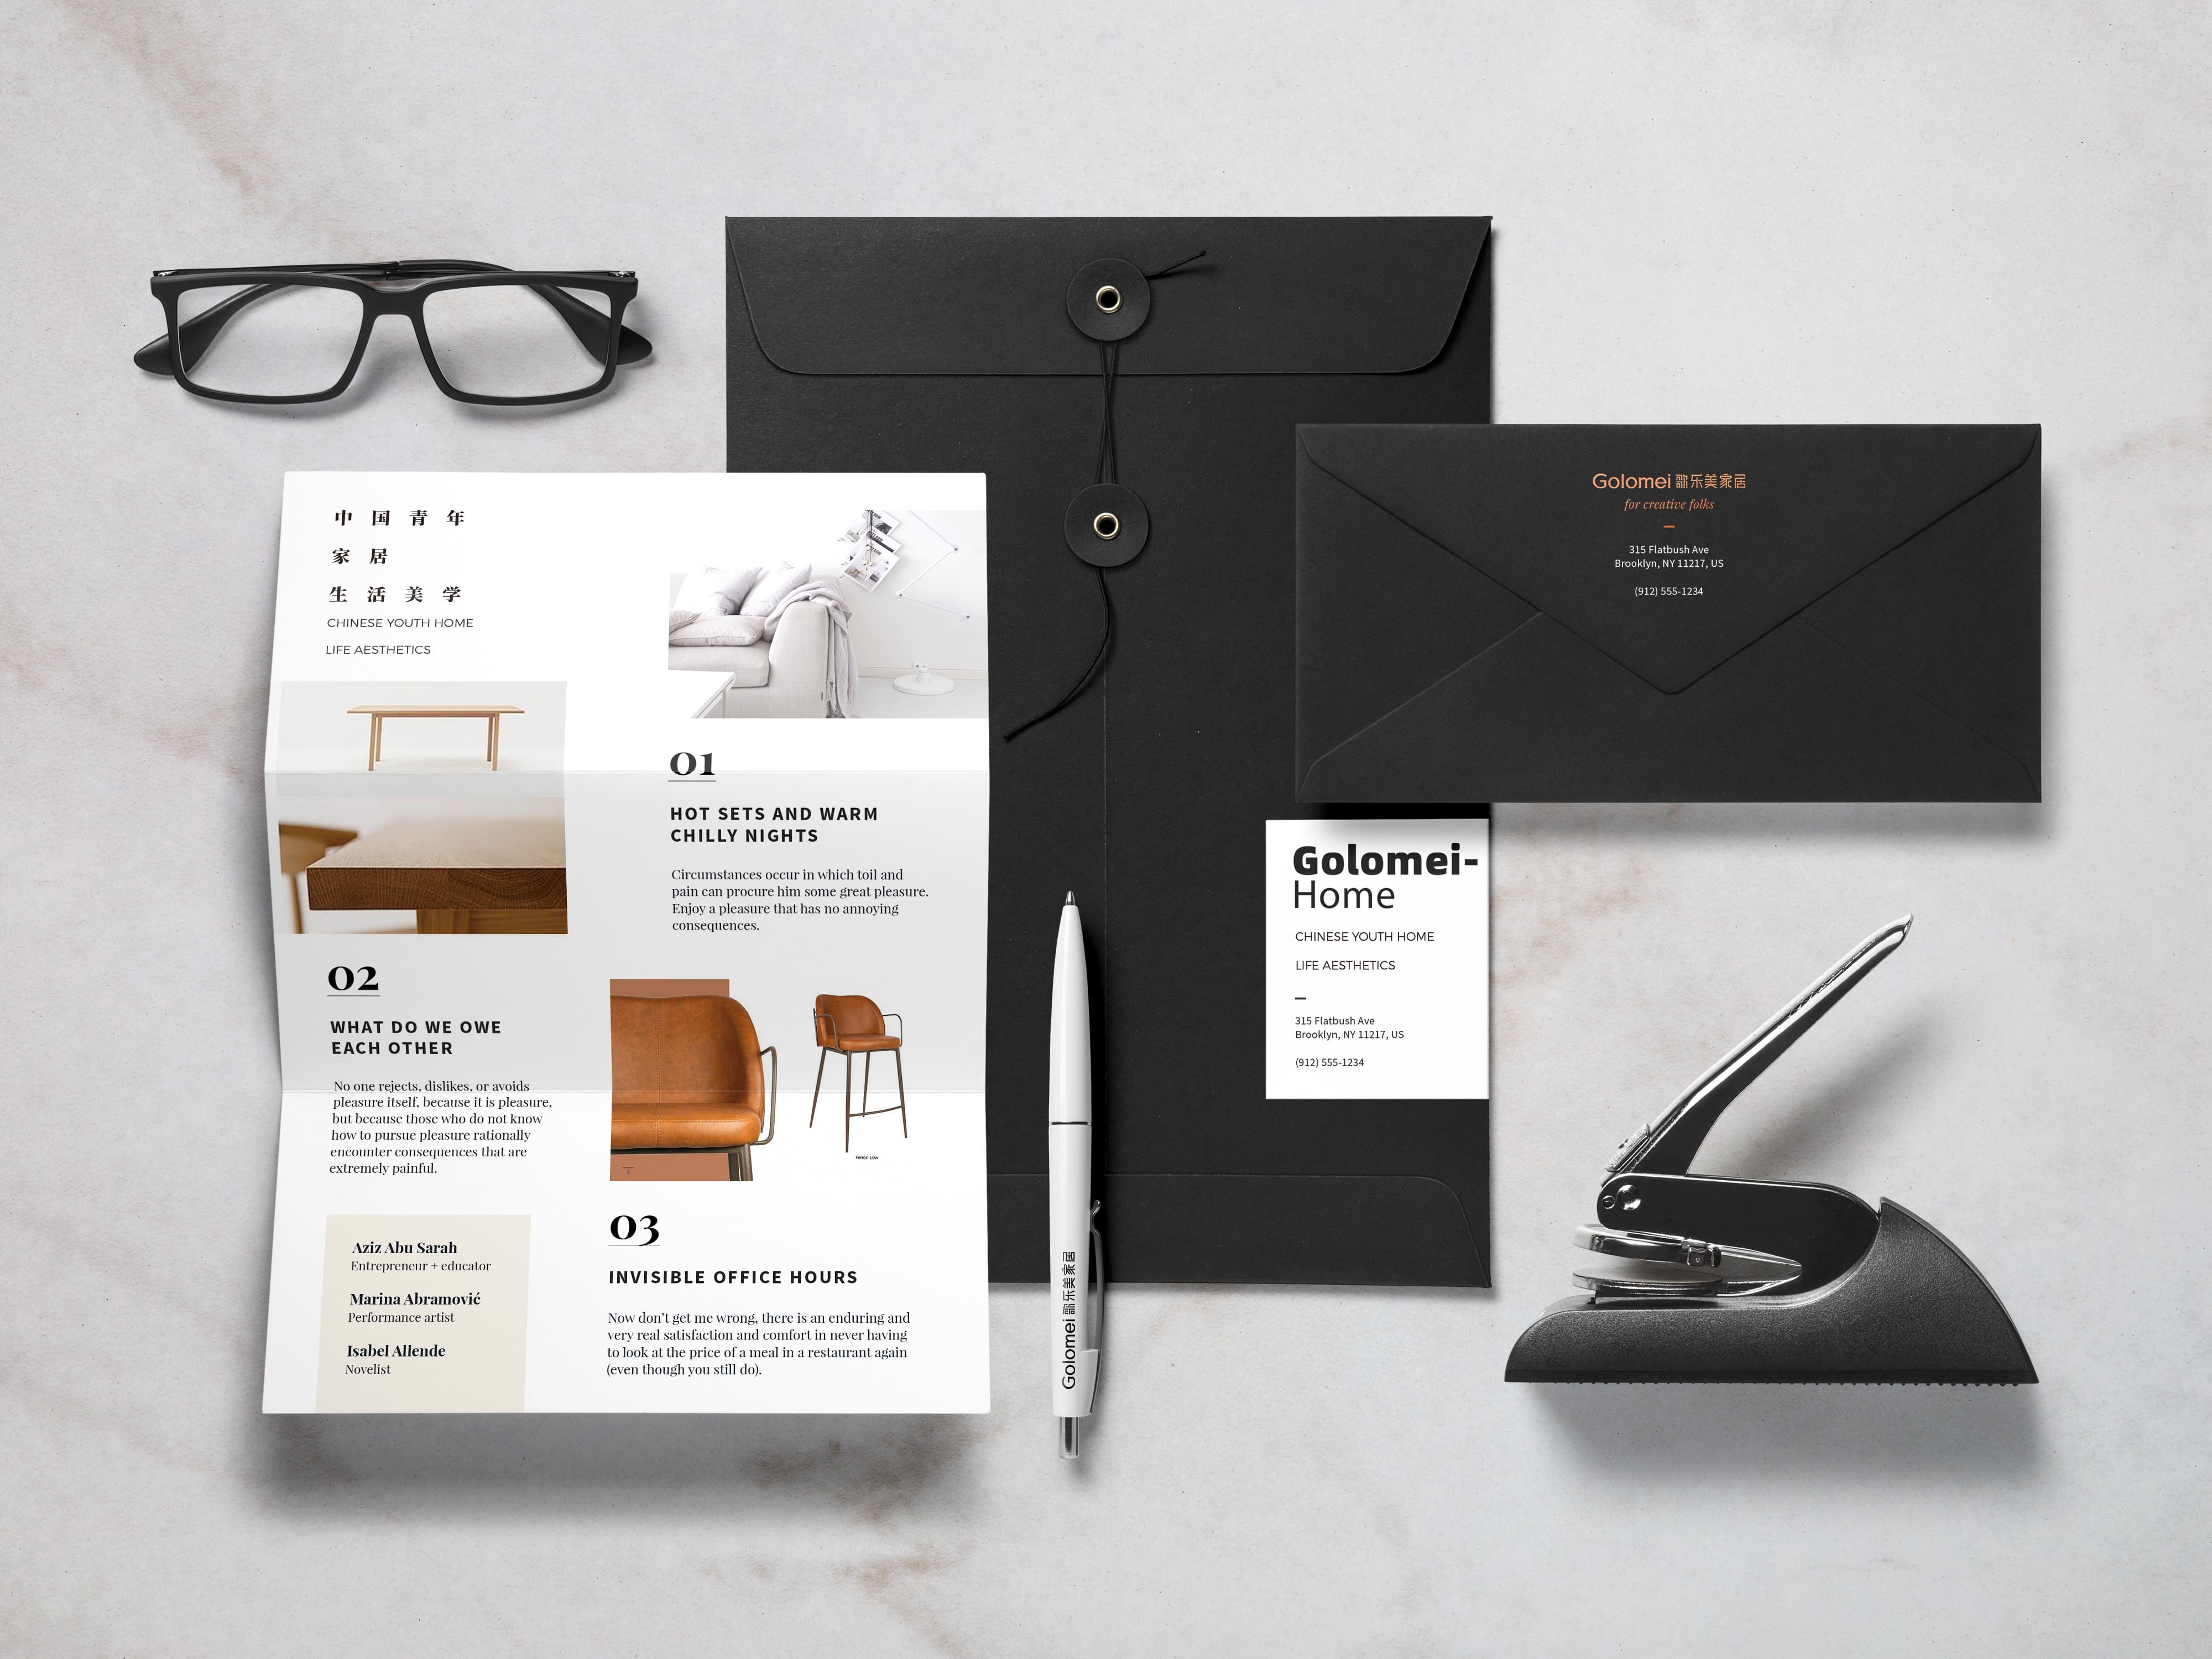 中国青年
家居
生活美学
CHINESE YOUTH HOME
LIFE AESTHETICS
01
HOT SETS AND WARM
CHILLY NIGHTS
Circumstances occur in which toil and
pain can procure him some great pleasure.
Enjoy a pleasure that has no annoying
consequences.
02
WHAT DO WE OWE
EACH OTHER
No one rejects, dislikes, or avoids
pleasure itself, because it is pleasure,
but because those who do not know
how to pursue pleasure rationally
encounter consequences that are
extremely painful.
Ferron Low
Aziz Abu Sarah
Entrepreneur + educator
Marina Abramović
Performance artist
Isabel Allende
Novelist
03
INVISIBLE OFFICE HOURS
Now don't get me wrong, there is an enduring and
very real satisfaction and comfort in never having
to look at the price of a meal in a restaurant again
(even though you still do).
Golomei 歌乐美家居
Golomei 歌乐美家居
for creative folks
315 Flatbush Ave
Brooklyn, NY 11217, US
(912) 555-1234
Golomei-
Home
CHINESE YOUTH HOME
LIFE AESTHETICS
315 Flatbush Ave
Brooklyn, NY 11217, US
(912) 555-1234